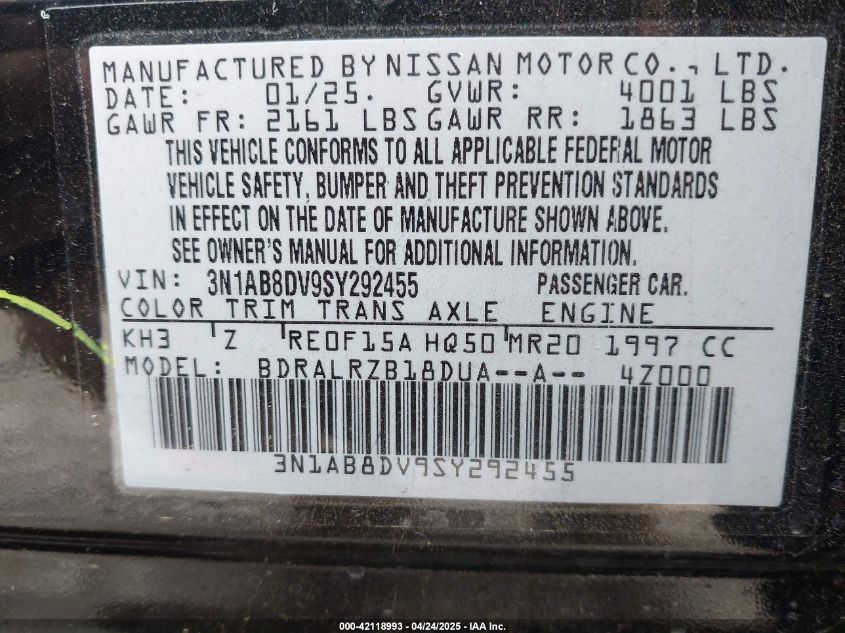 MANUFACTURED BY NISSAN MOTOR CO., LTD.
DATE: 01/25. GVWR: 4001 LBS
GAWR FR: 2161 LBS GAWR RR: 1863 LBS
THIS VEHICLE CONFORMS TO ALL APPLICABLE FEDERAL MOTOR
VEHICLE SAFETY, BUMPER AND THEFT PREVENTION STANDARDS
IN EFFECT ON THE DATE OF MANUFACTURE SHOWN ABOVE.
SEE OWNER'S MANUAL FOR ADDITIONAL INFORMATION.
VIN: 3N1AB8DV9SY292455 PASSENGER CAR.
COLOR TRIM TRANS AXLE ENGINE
KH3 Z RE0F15A HQ50 MR20 1997 CC
MODEL: BDRALRZB18DUA--A-- 4Z000
3N1AB8DV9SY292455
000-42118993 - 04/24/2025 - IAA Inc.